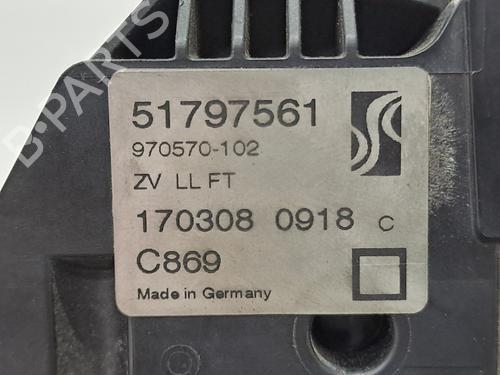 B-PARTS
51797561
970570-102
ZV LL FT
170308 0918 C
C869
Made in Germany